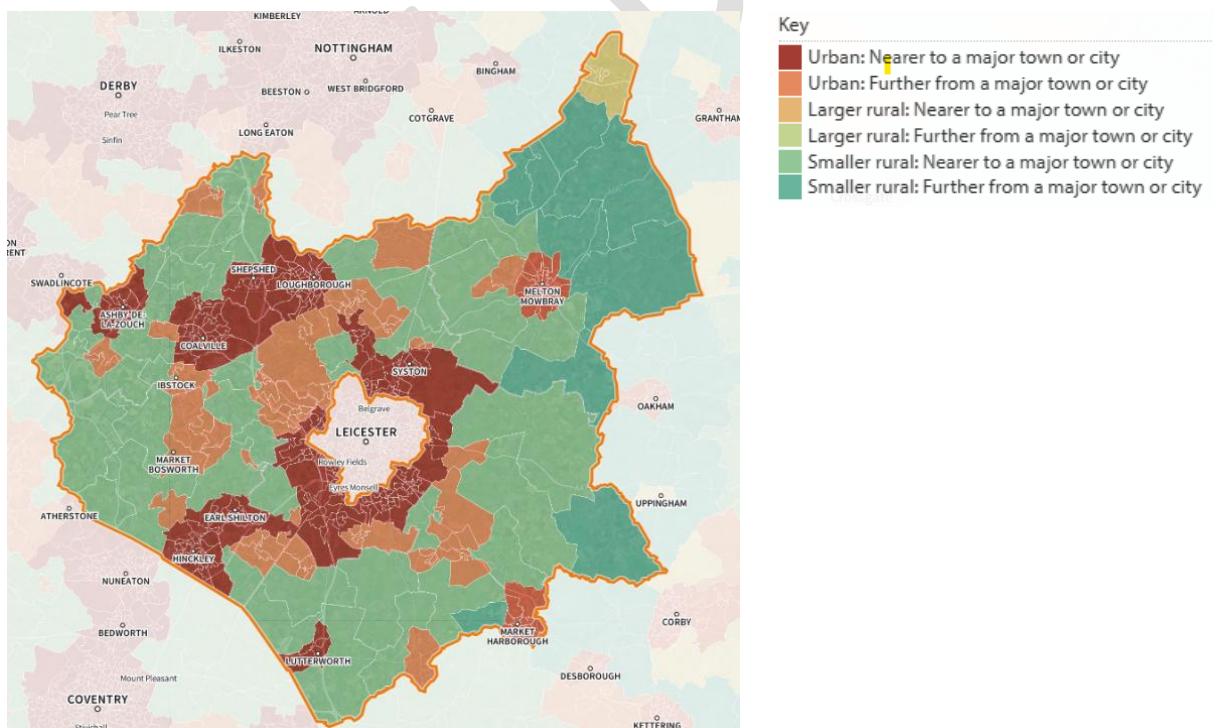 KIMBERLEY
ARNOLD
ILKESTON
NOTTINGHAM
BINGHAM
DERBY
BEESTON
WEST BRIDGFORD
Pear Tree
COTGRAVE
GRANTHAM
LONG EATON
Sinfin
SHEPSHED
LOUGHBOROUGH
SWADLINCOTE
MELTON
MOWBRAY
ASHBY-DE-
LA-ZOUCH
COALVILLE
SYSTON
IBSTOCK
Belgrave
OAKHAM
LEICESTER
MARKET
BOSWORTH
Rowley Fields
Eyres Monsell
UPPINGHAM
ATHERSTONE
EARL SHILTON
HINCKLEY
NUNEATON
CORBY
BEDWORTH
MARKET
HARBOROUGH
LUTTERWORTH
Mount Pleasant
DESBOROUGH
COVENTRY
KETTERING
Key
Urban: Nearer to a major town or city
Urban: Further from a major town or city
Larger rural: Nearer to a major town or city
Larger rural: Further from a major town or city
Smaller rural: Nearer to a major town or city
Smaller rural: Further from a major town or city